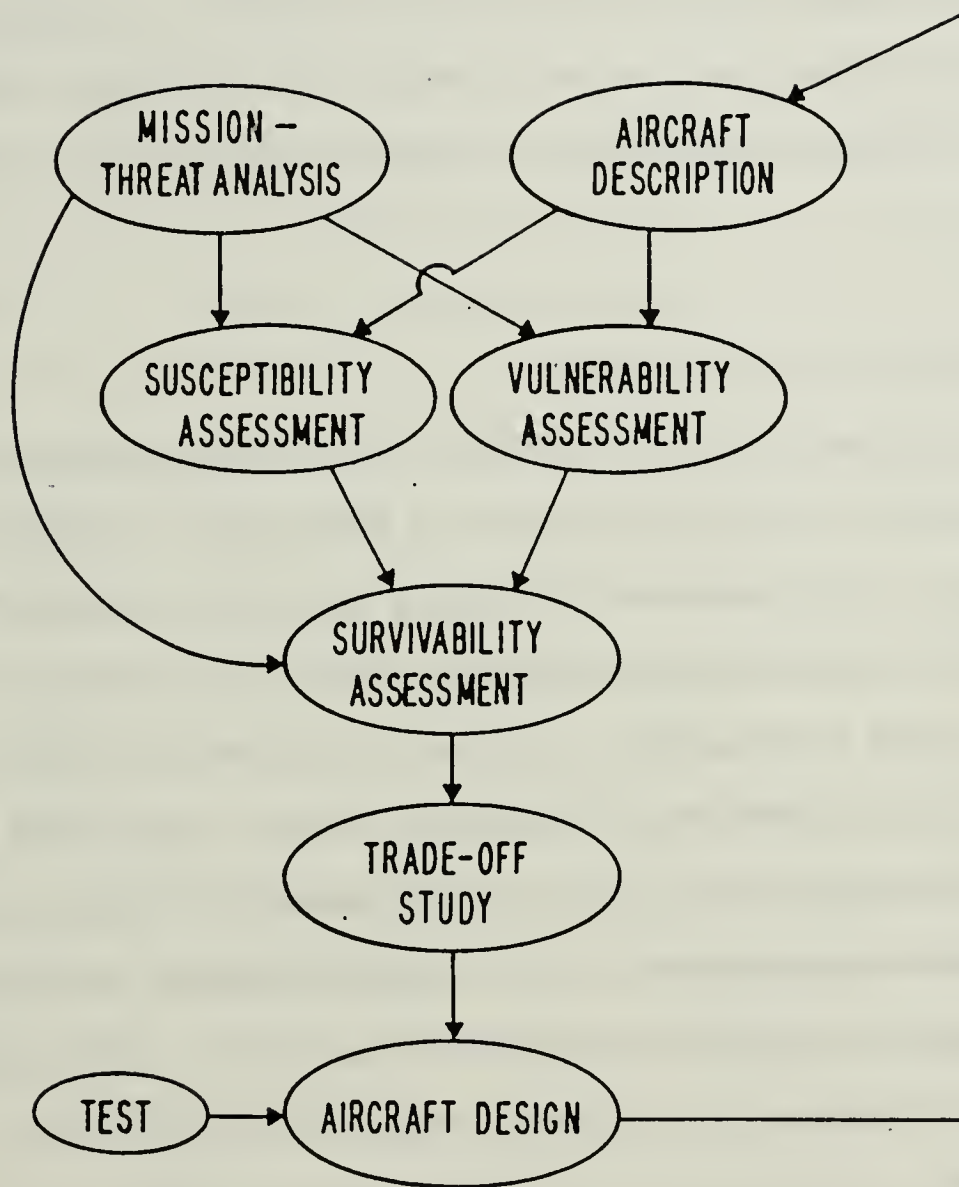 MISSION –
THREAT ANALYSIS
AIRCRAFT
DESCRIPTION
SUSCEPTIBILITY
ASSESSMENT
VULNERABILITY
ASSESSMENT
SURVIVABILITY
ASSESSMENT
TRADE-OFF
STUDY
TEST
AIRCRAFT DESIGN